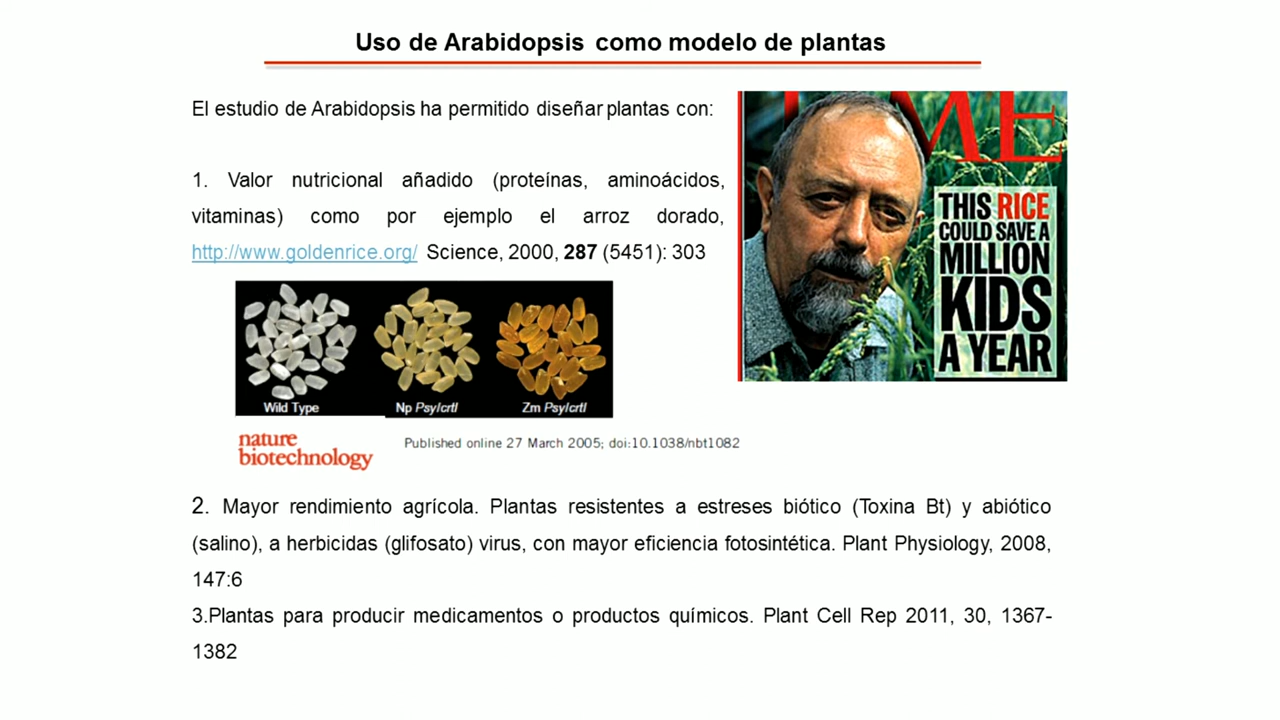 Uso de Arabidopsis como modelo de plantas
El estudio de Arabidopsis ha permitido diseñar plantas con:
1. Valor nutricional añadido (proteínas, aminoácidos,
vitaminas) como por ejemplo el arroz dorado,
http://www.goldenrice.org/ Science, 2000, 287 (5451): 303
TIME
THIS RICE
COULD SAVE A
MILLION
KIDS
A YEAR
Wild Type
Np Psy/crtI
Zm Psy/crtI
nature
biotechnology
Published online 27 March 2005; doi:10.1038/nbt1082
2. Mayor rendimiento agrícola. Plantas resistentes a estreses biótico (Toxina Bt) y abiótico
(salino), a herbicidas (glifosato) virus, con mayor eficiencia fotosintética. Plant Physiology, 2008,
147:6
3.Plantas para producir medicamentos o productos químicos. Plant Cell Rep 2011, 30, 1367-
1382